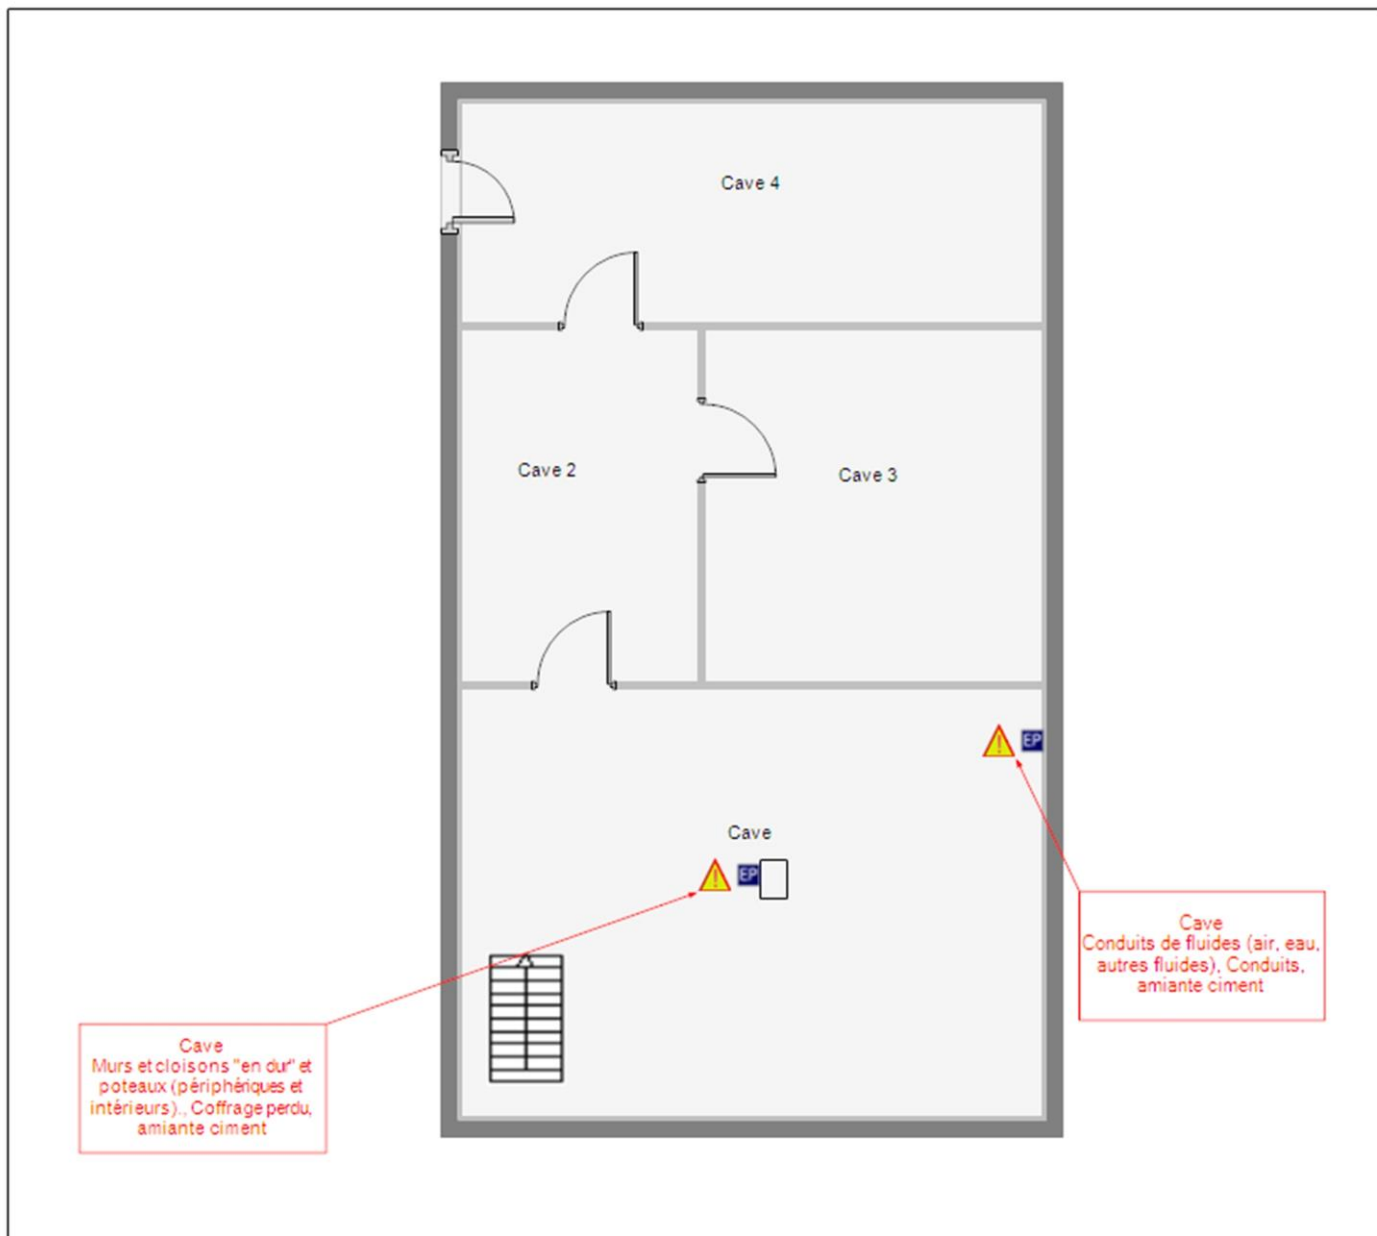 Cave 4
Cave 2
Cave 3
EP
Cave
EP
Cave
Conduits de fluides (air, eau,
autres fluides), Conduits,
amiante ciment
Cave
Murs et cloisons "en dur" et
poteaux (périphériques et
intérieurs)., Coffrage perdu,
amiante ciment